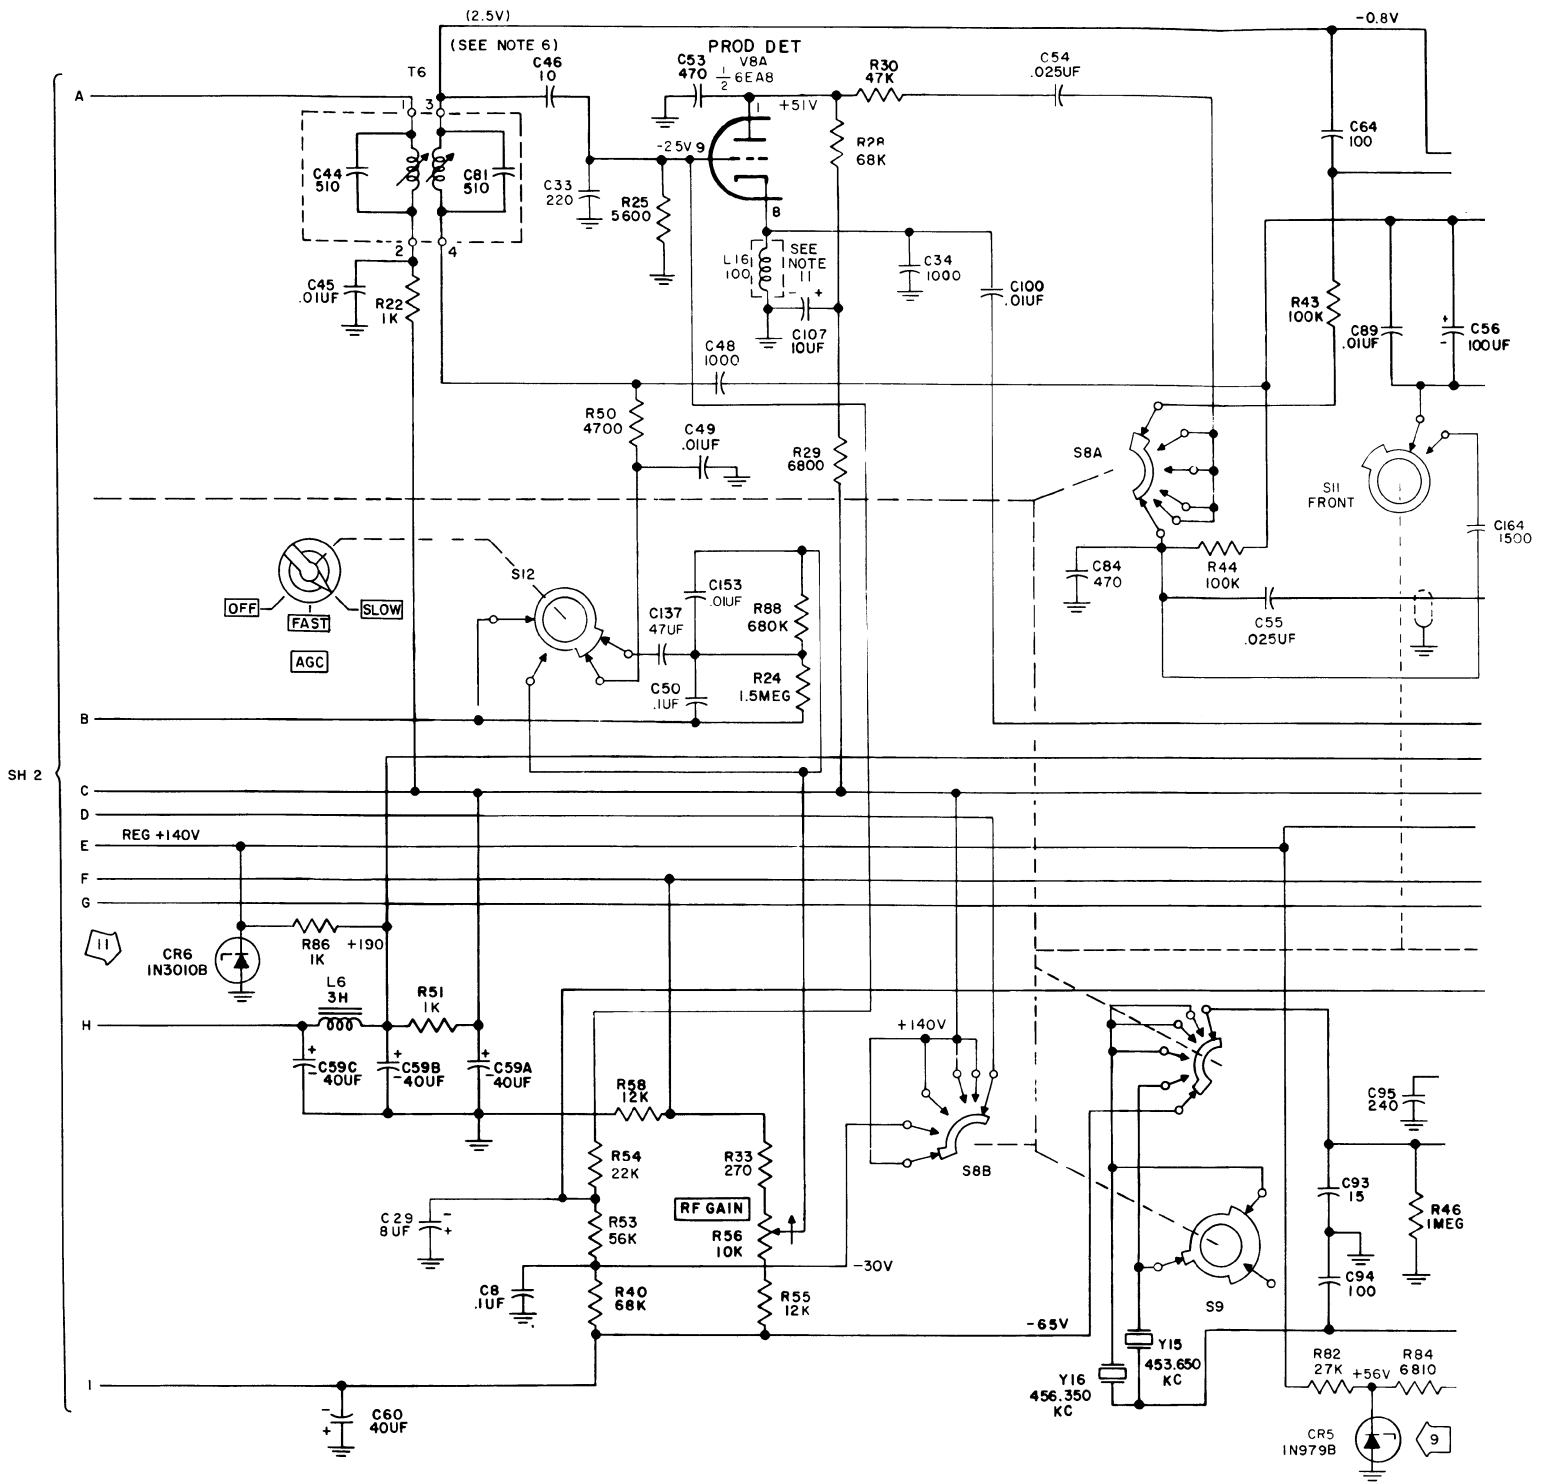 (2.5V)
-0.8V
(SEE NOTE 6)
PROD DET
T6
C46
10
C53
470
V8A
1/2 6EA8
R30
47K
C54
.025UF
A
1
3
1
+51V
C64
100
C44
510
C81
510
-25V
9
R28
68K
C33
220
R25
5600
8
2
4
L16
100
SEE
NOTE
11
C34
1000
C45
.01UF
R22
1K
-
+
C107
10UF
C100
.01UF
R43
100K
C89
.01UF
+
-
C56
100UF
C48
1000
R50
4700
C49
.01UF
R29
6800
S8A
S11
FRONT
C164
1500
S12
OFF
FAST
SLOW
AGC
C153
.01UF
R88
680K
C137
47UF
C84
470
R44
100K
C50
.1UF
R24
1.5MEG
C55
.025UF
B
SH 2
C
D
REG +140V
E
F
G
11
CR6
1N3010B
R86
1K
+190
L6
3H
R51
1K
H
+
-
C59C
40UF
+
-
C59B
40UF
+
-
C59A
40UF
+140V
R58
12K
C95
240
R54
22K
R33
270
S8B
C29
8UF
-
+
RF GAIN
R53
56K
R56
10K
C93
15
R46
1MEG
-30V
C8
.1UF
R40
68K
R55
12K
C94
100
S9
-65V
Y15
453.650
KC
Y16
456.350
KC
R82
27K
+56V
R84
6810
I
-
+
C60
40UF
CR5
1N979B
9